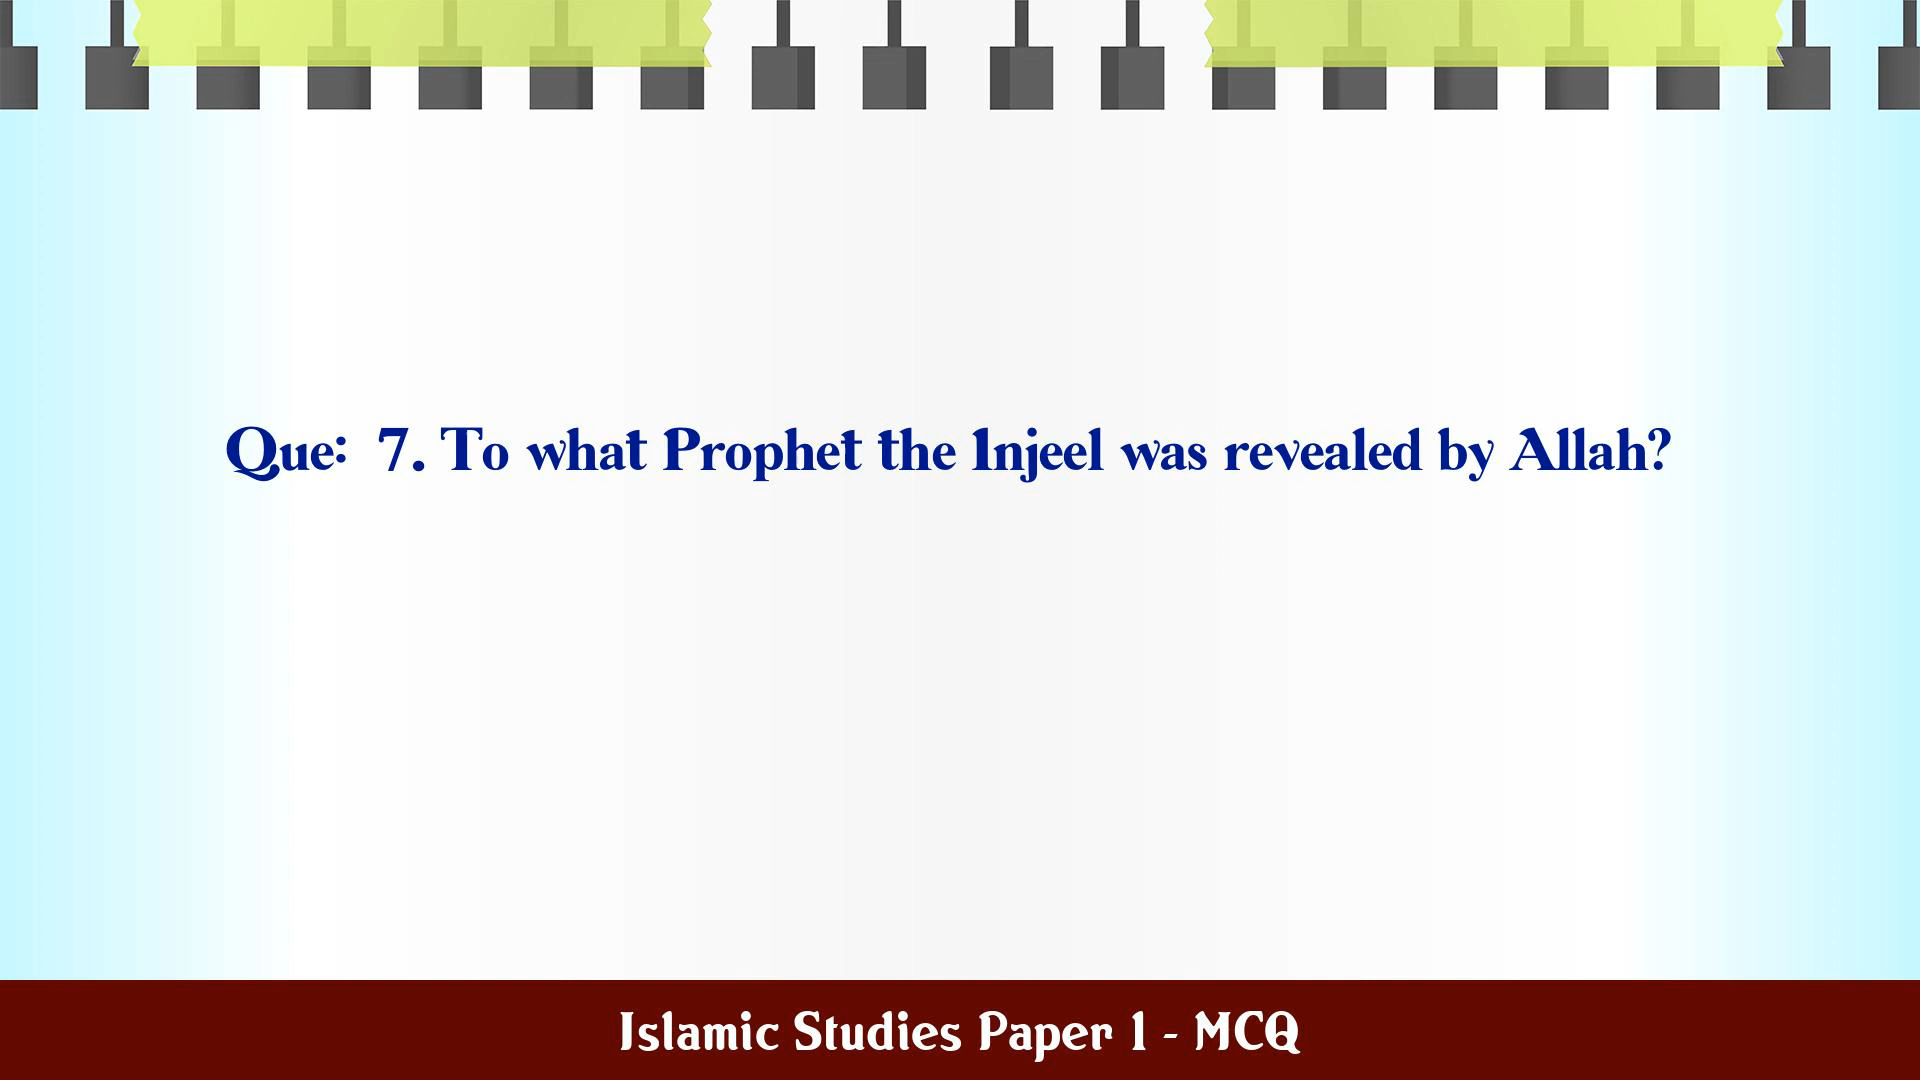 Que: 7. To what Prophet the Injeel was revealed by Allah?
Islamic Studies Paper 1 - MCQ